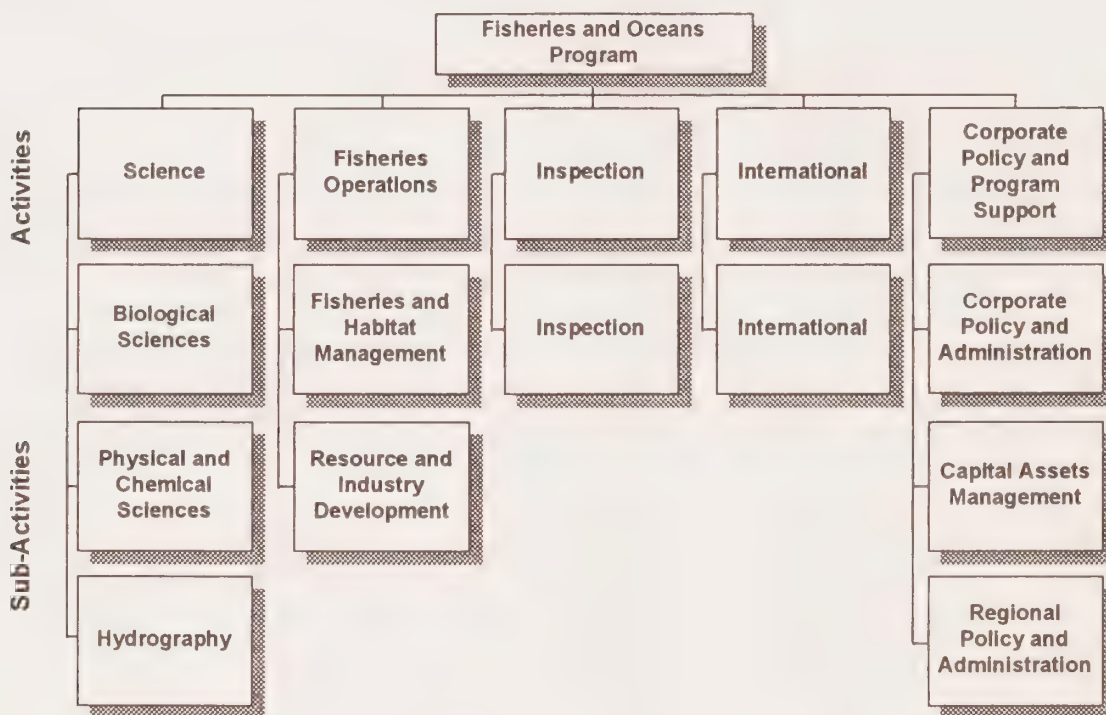 Fisheries and Oceans
Program
Activities
Science
Fisheries
Operations
Inspection
International
Corporate
Policy and
Program
Support
Sub-Activities
Biological
Sciences
Fisheries and
Habitat
Management
Inspection
International
Corporate
Policy and
Administration
Physical and
Chemical
Sciences
Resource and
Industry
Development
Capital Assets
Management
Hydrography
Regional
Policy and
Administration